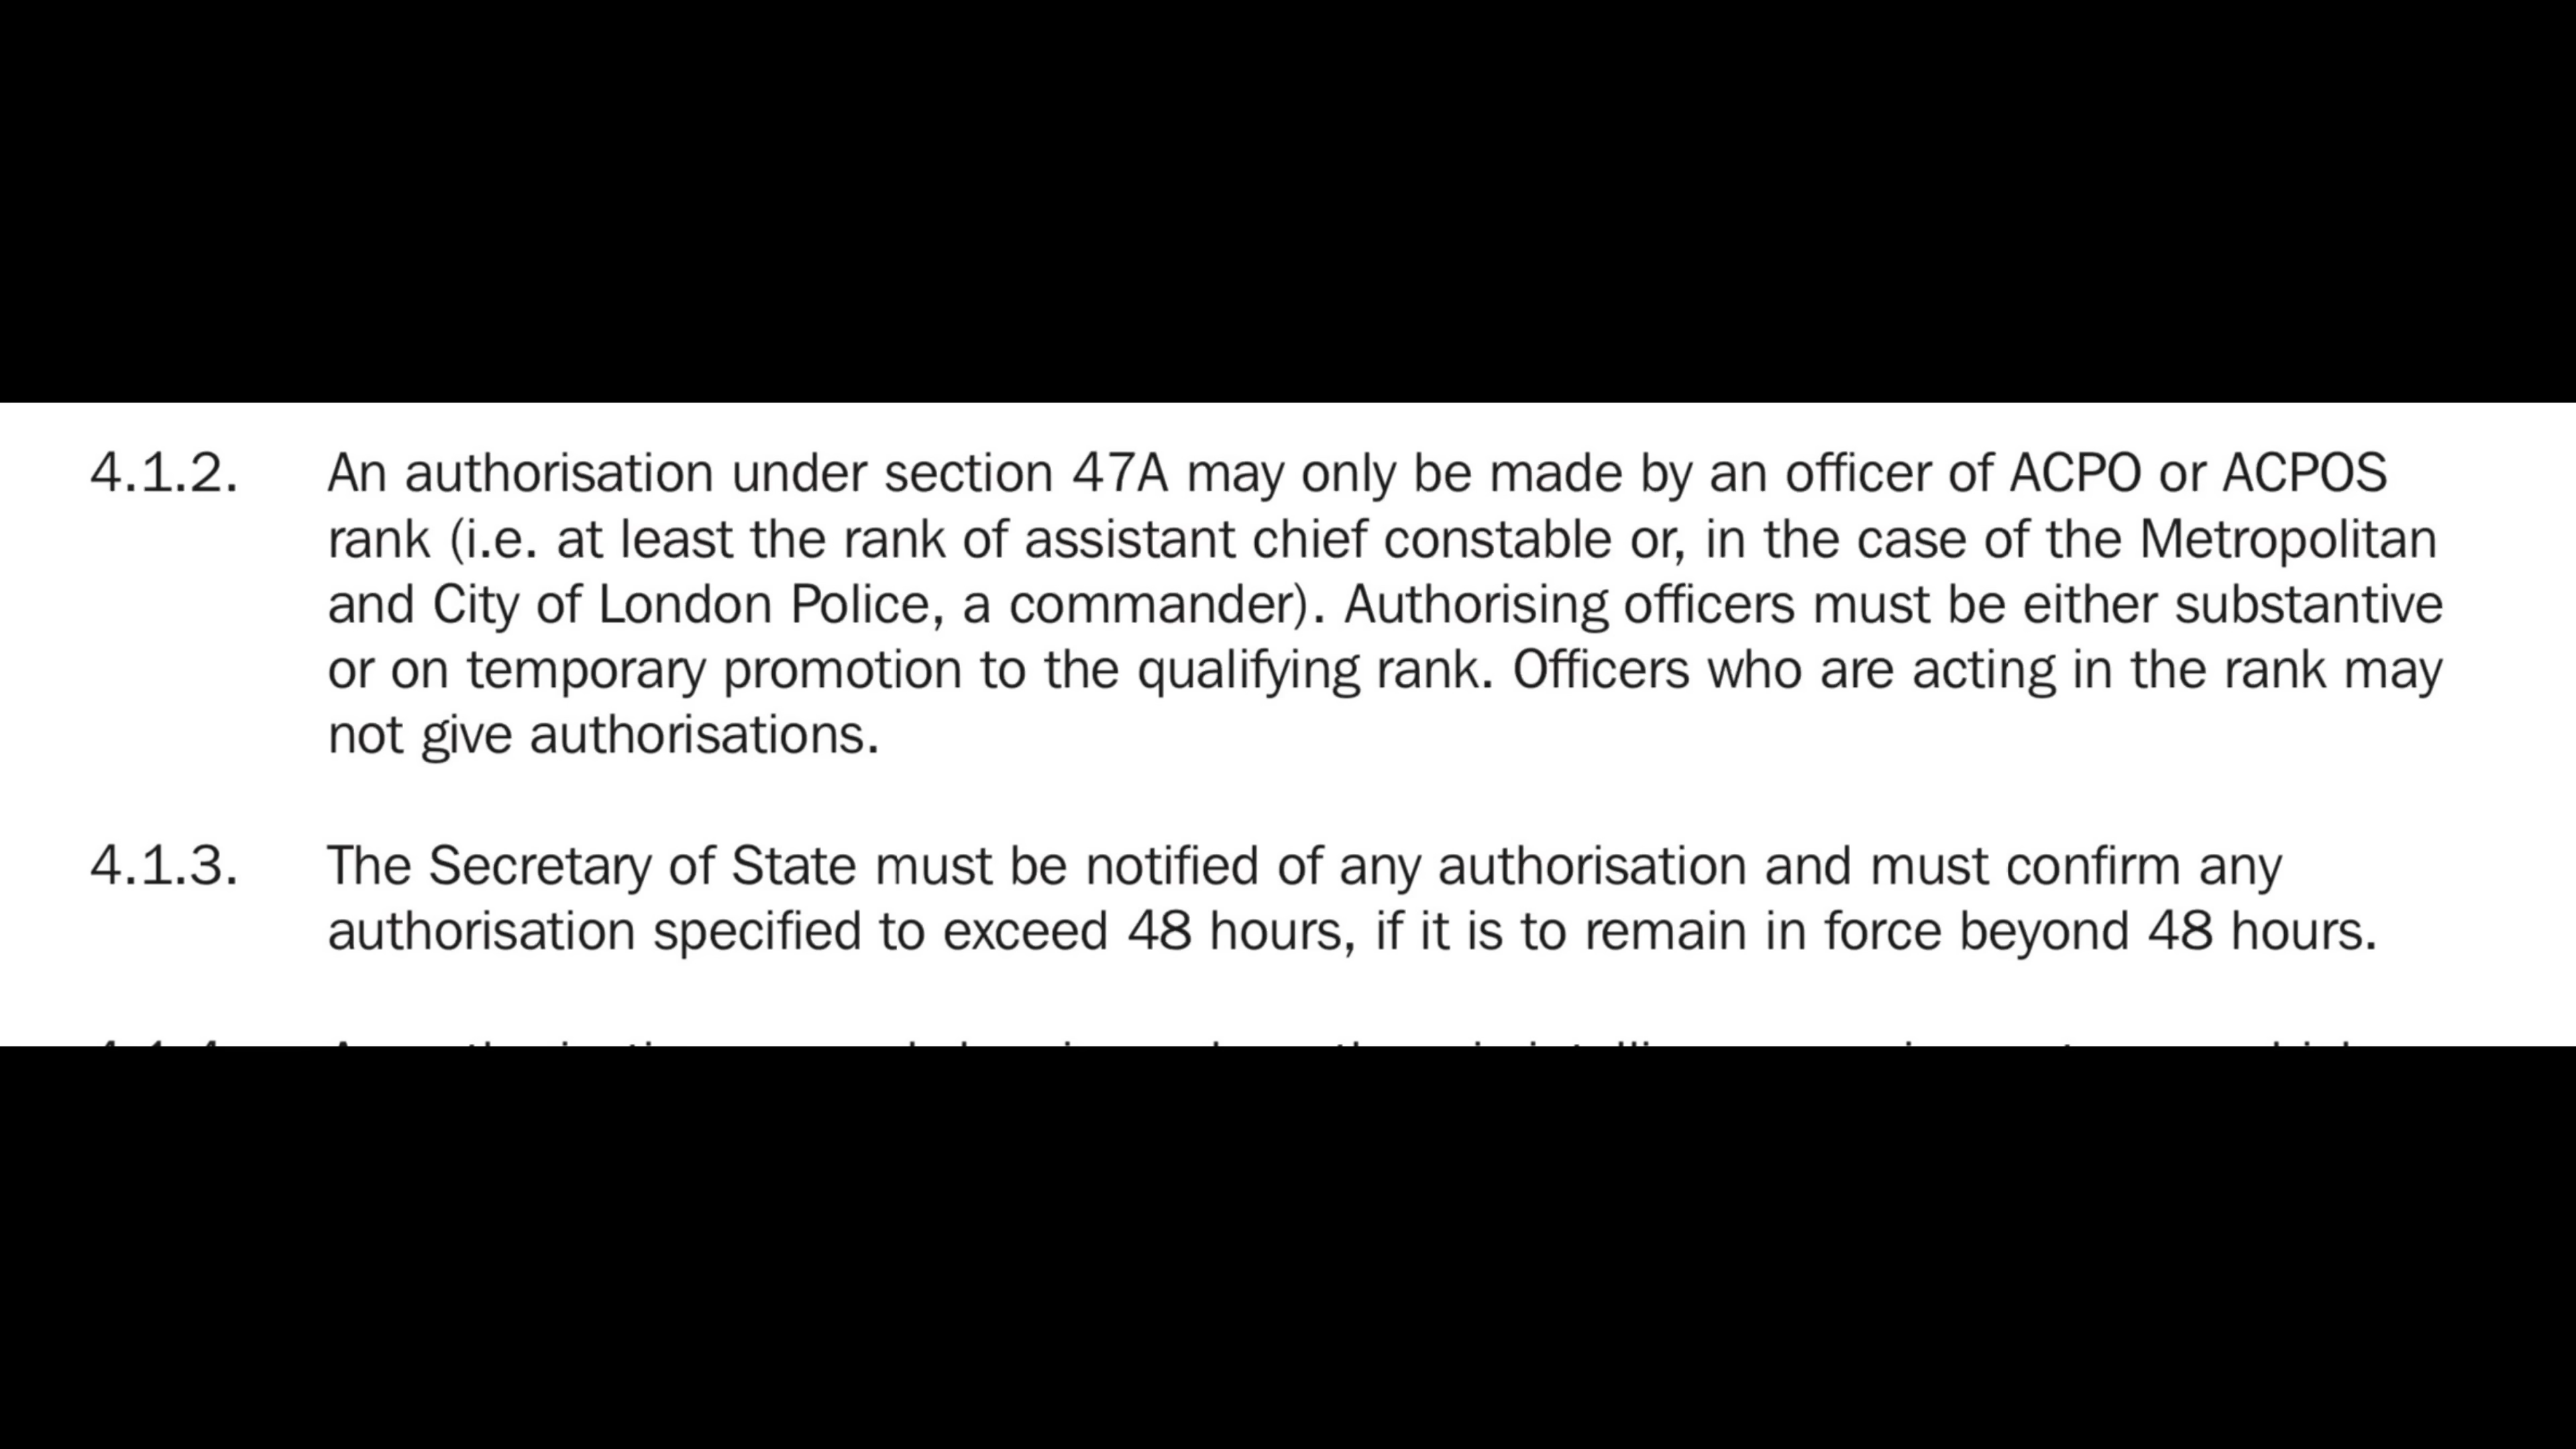 4.1.2. An authorisation under section 47A may only be made by an officer of ACPO or ACPOS
rank (i.e. at least the rank of assistant chief constable or, in the case of the Metropolitan
and City of London Police, a commander). Authorising officers must be either substantive
or on temporary promotion to the qualifying rank. Officers who are acting in the rank may
not give authorisations.
4.1.3. The Secretary of State must be notified of any authorisation and must confirm any
authorisation specified to exceed 48 hours, if it is to remain in force beyond 48 hours.